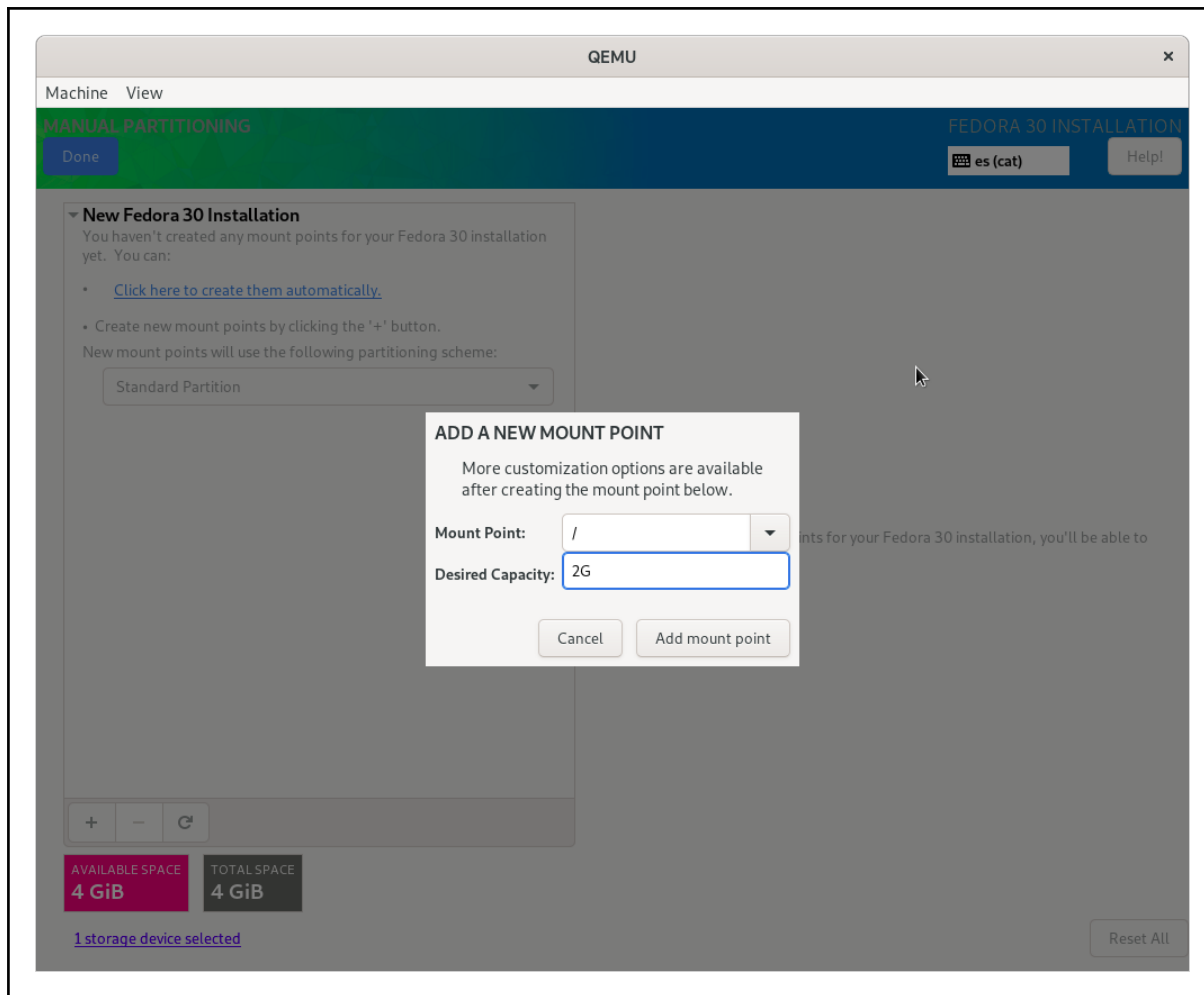 QEMU
Machine View
MANUAL PARTITIONING
FEDORA 30 INSTALLATION
Done
es (cat)
Help!
New Fedora 30 Installation
You haven't created any mount points for your Fedora 30 installation
yet. You can:
• Click here to create them automatically.
• Create new mount points by clicking the '+' button.
New mount points will use the following partitioning scheme:
Standard Partition
ADD A NEW MOUNT POINT
More customization options are available
after creating the mount point below.
Mount Point: /
Desired Capacity: 2G
Cancel Add mount point
for your Fedora 30 installation, you'll be able to
AVAILABLE SPACE
4 GiB
TOTAL SPACE
4 GiB
1 storage device selected
Reset All